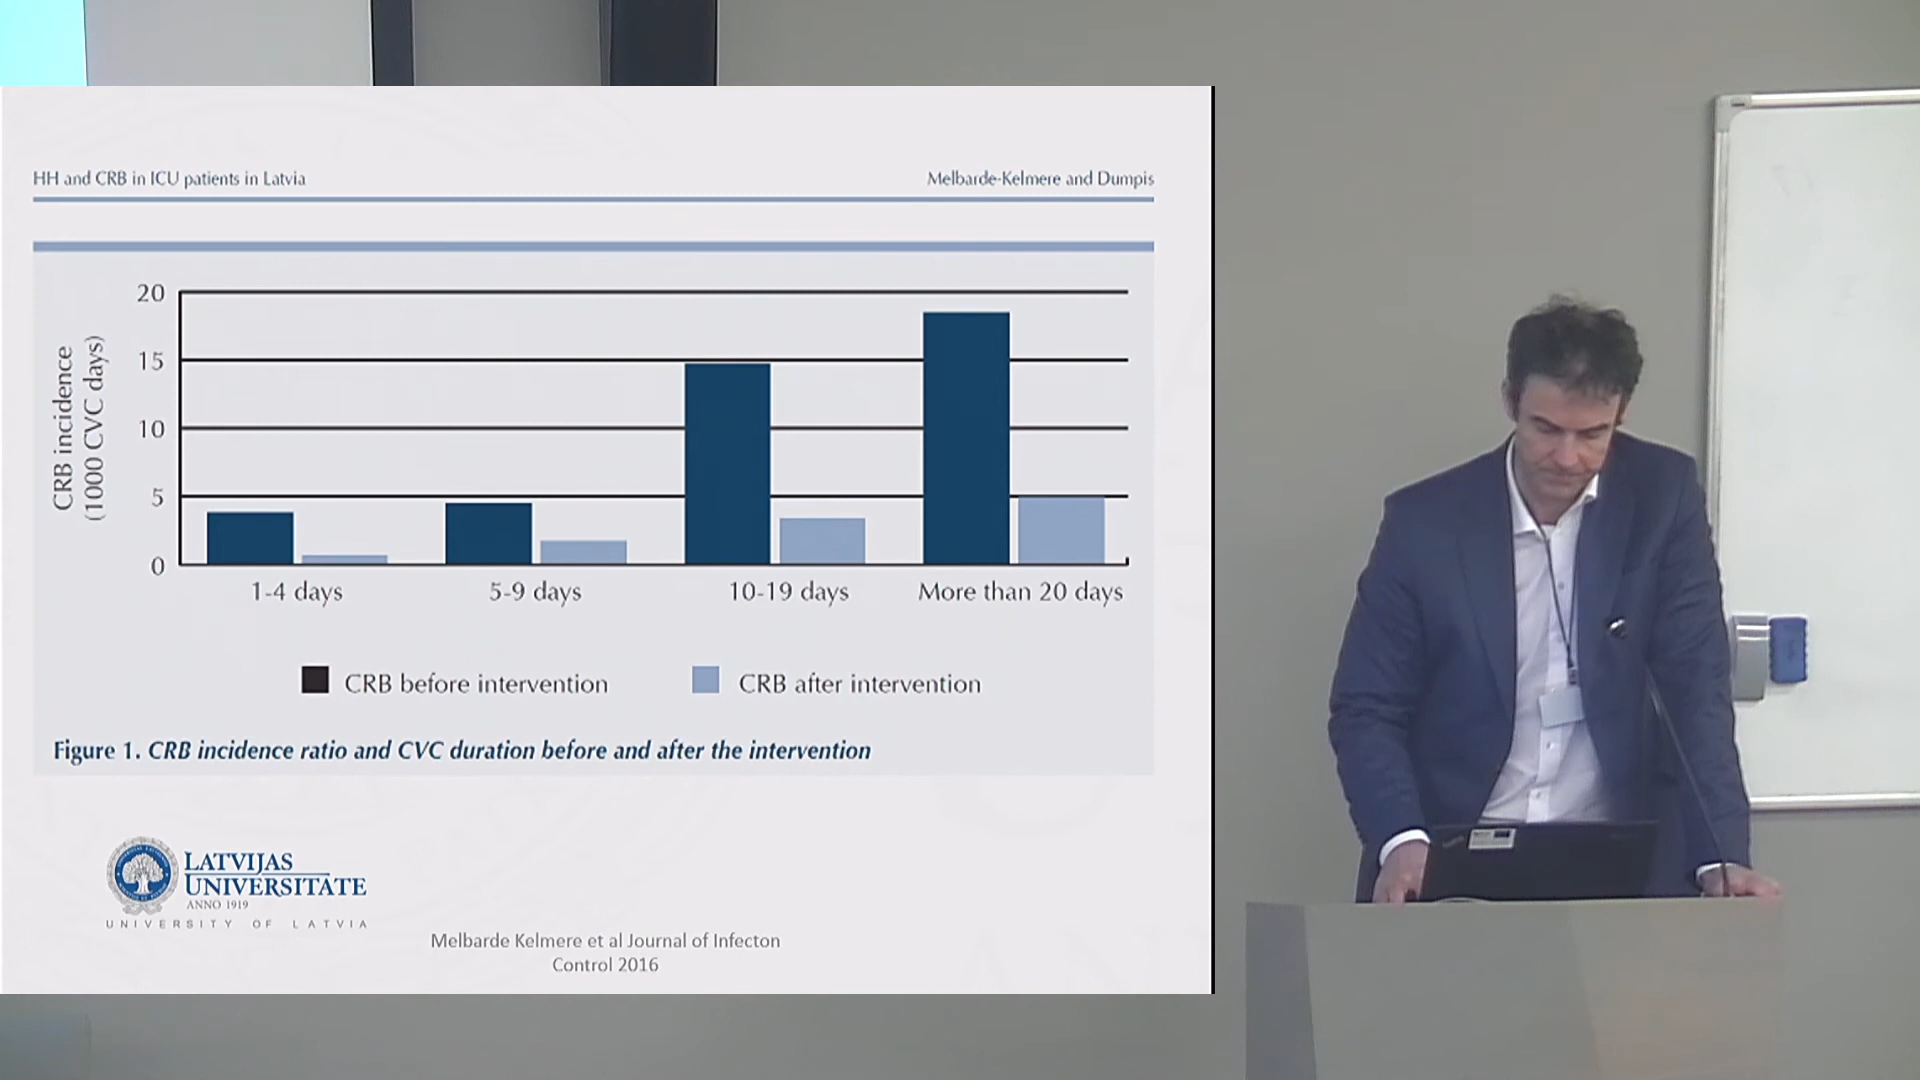 HH and CRB in ICU patients in Latvia
Melbarde-Kelmere and Dumpis
CRB incidence
(1000 CVC days)
20
15
10
5
0
1-4 days
5-9 days
10-19 days
More than 20 days
CRB before intervention
CRB after intervention
Figure 1. CRB incidence ratio and CVC duration before and after the intervention
LATVIJAS
UNIVERSITATE
ANNO 1919
UNIVERSITY OF LATVIA
Melbarde Kelmere et al Journal of Infecton
Control 2016